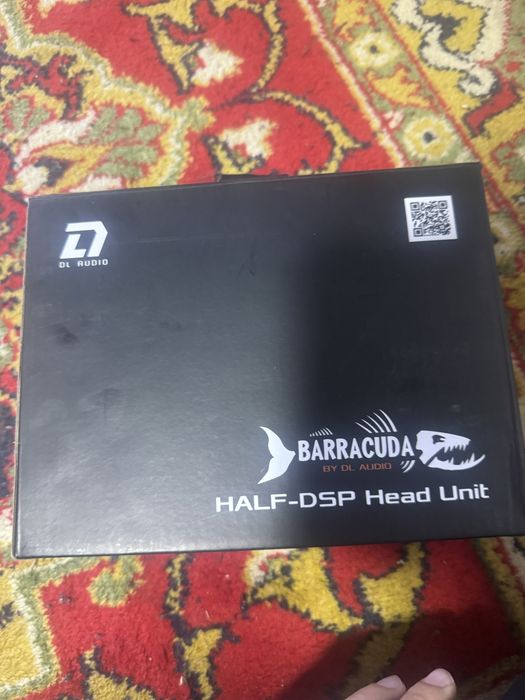 DL AUDIO
BARRACUDA
BY DL AUDIO
HALF-DSP Head Unit